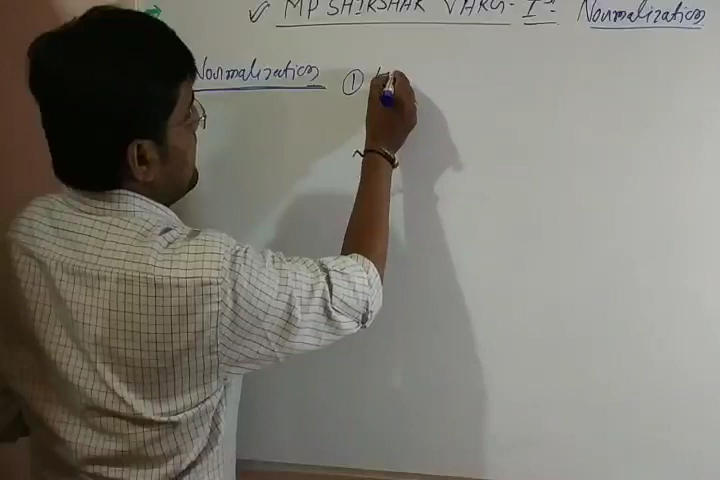 ✓ MP SHIKSHAK VARG - I Normalization
Normalization ①